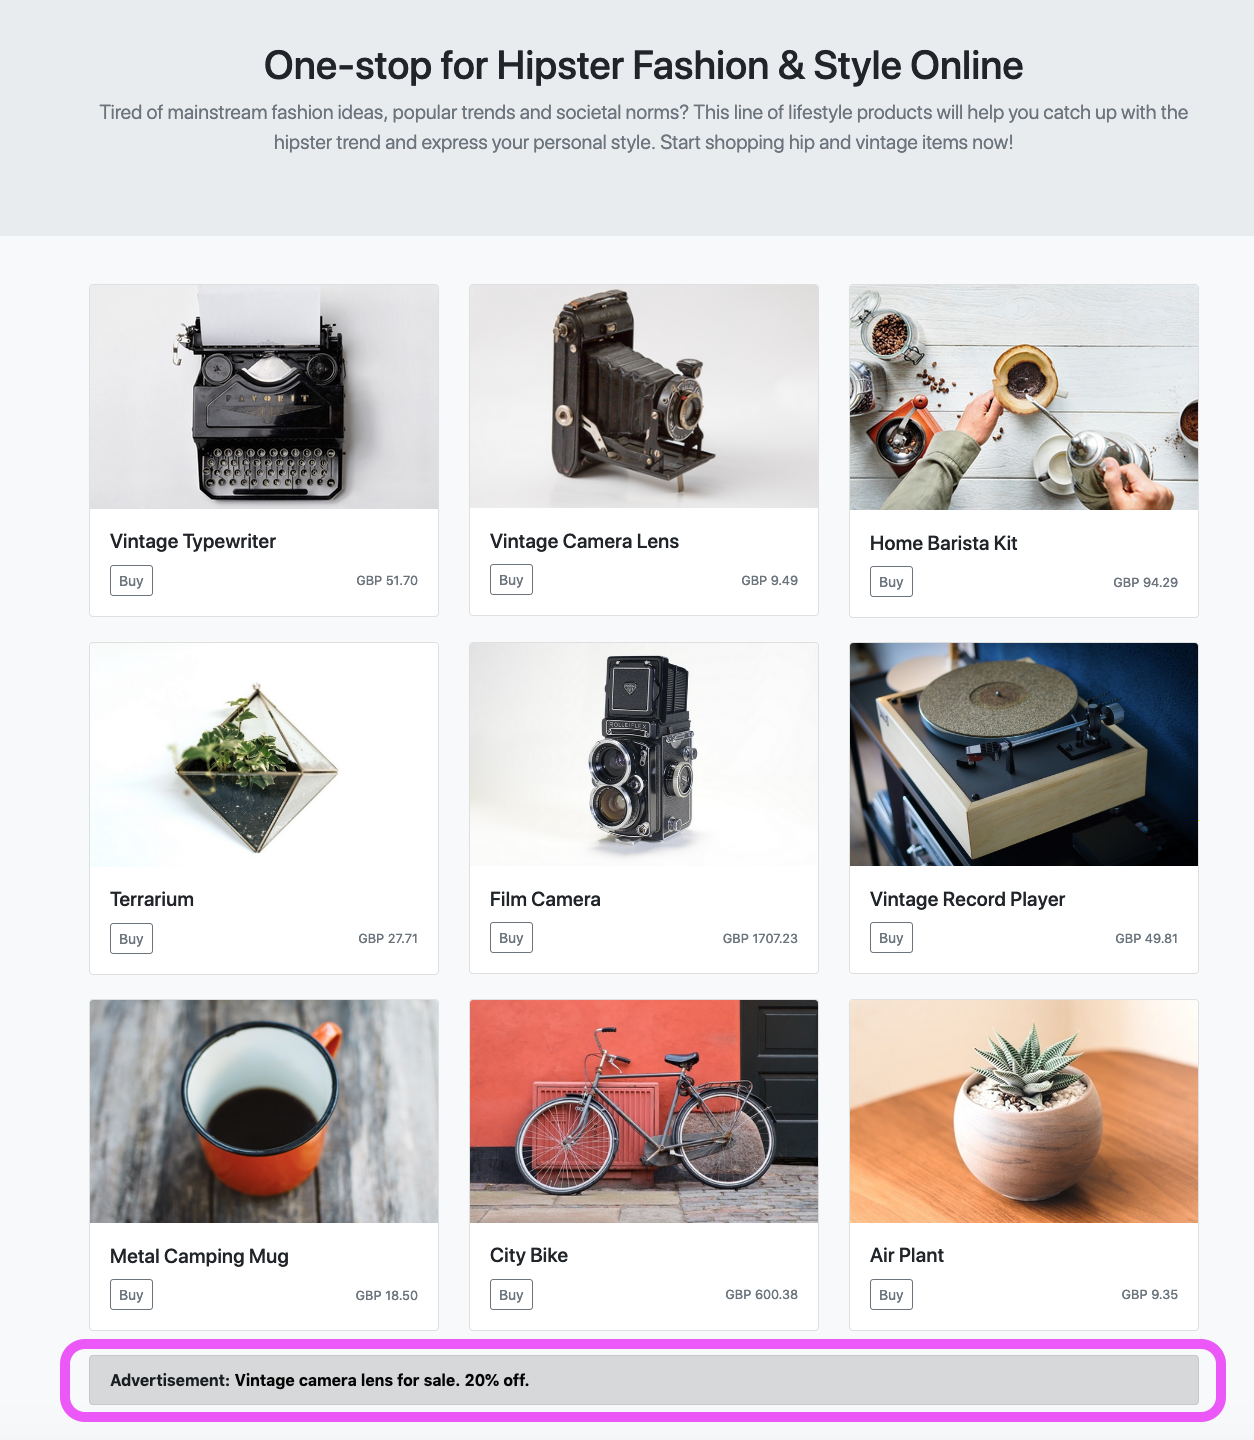 One-stop for Hipster Fashion & Style Online
Tired of mainstream fashion ideas, popular trends and societal norms? This line of lifestyle products will help you catch up with the
hipster trend and express your personal style. Start shopping hip and vintage items now!
Vintage Typewriter
Buy GBP 51.70
Vintage Camera Lens
Buy GBP 9.49
Home Barista Kit
Buy GBP 94.29
ROLLEIFLEX
Terrarium
Buy GBP 27.71
Film Camera
Buy GBP 1707.23
Vintage Record Player
Buy GBP 49.81
Metal Camping Mug
Buy GBP 18.50
City Bike
Buy GBP 600.38
Air Plant
Buy GBP 9.35
Advertisement: Vintage camera lens for sale. 20% off.